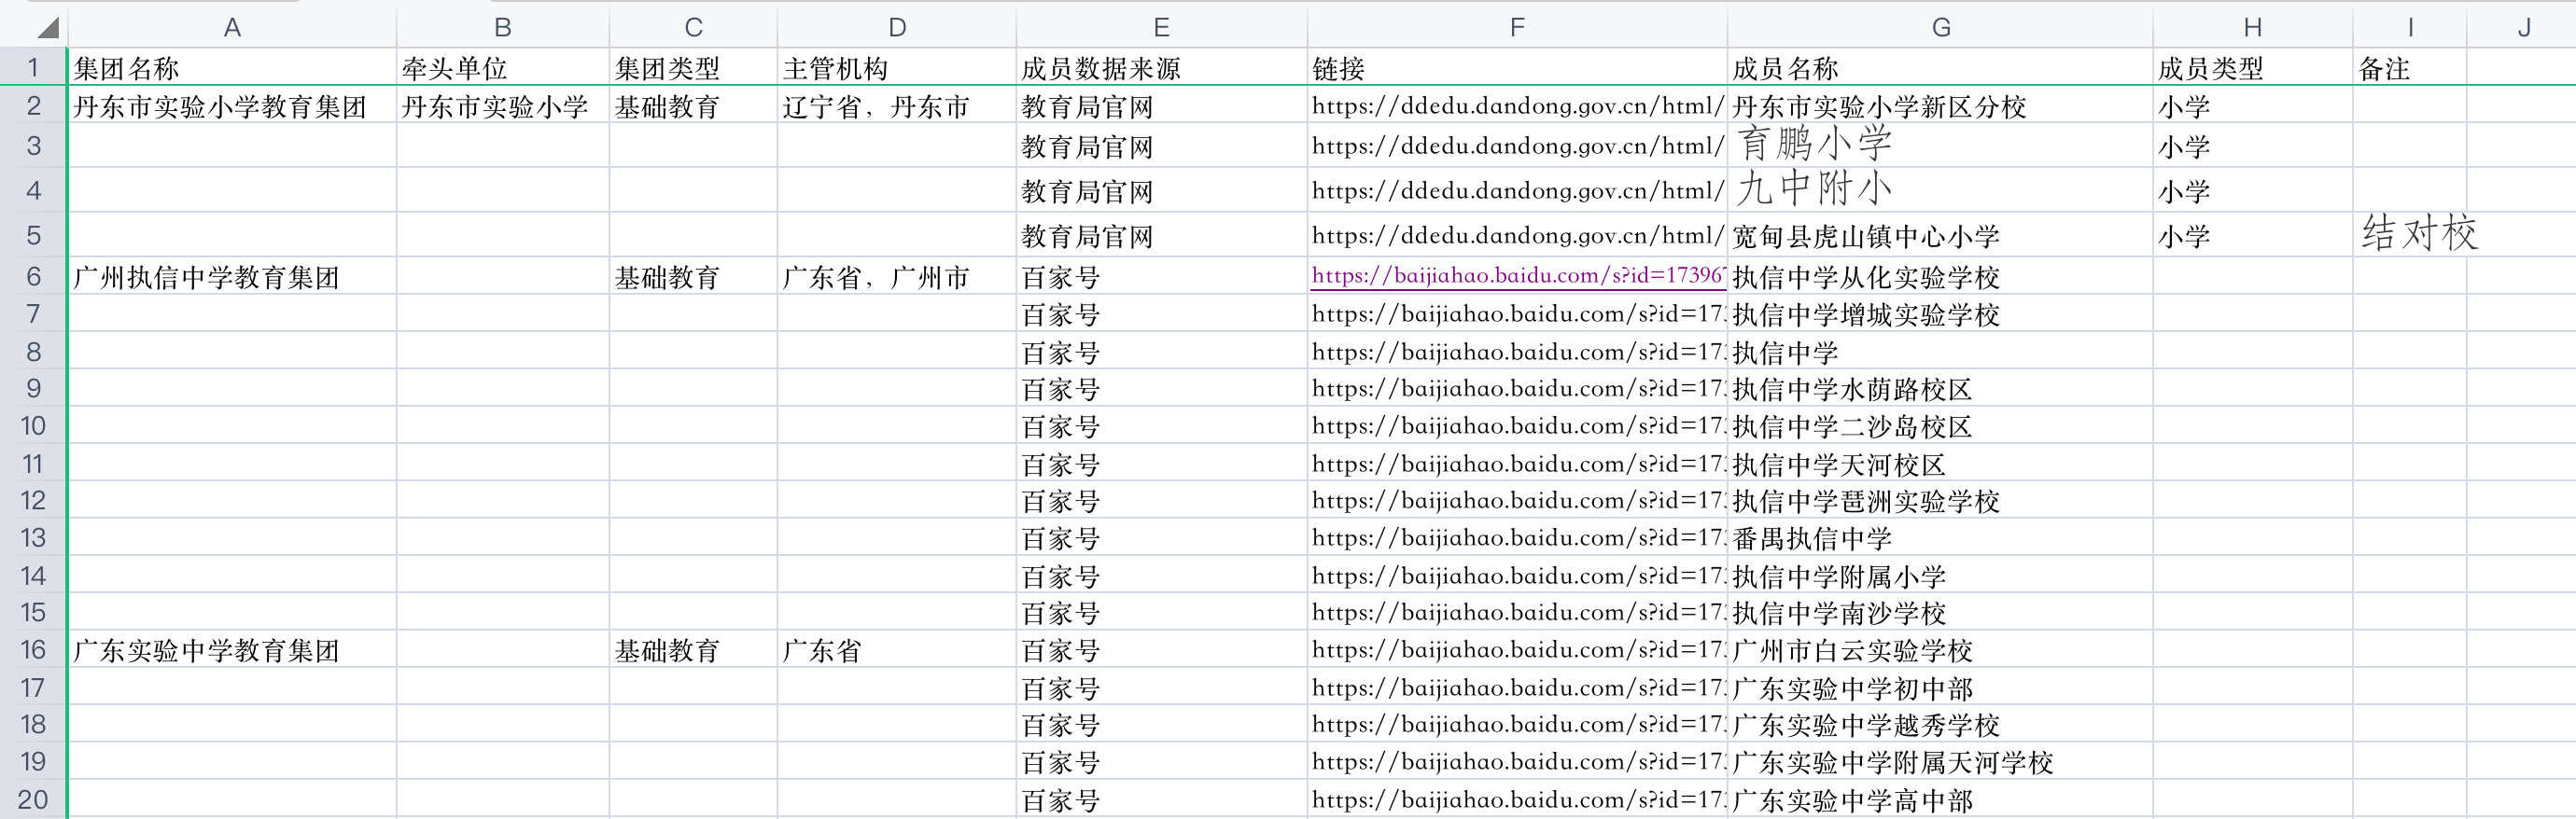 A B C D E F G H I J
1 集团名称 牵头单位 集团类型 主管机构 成员数据来源 链接 成员名称 成员类型 备注
2 丹东市实验小学教育集团 丹东市实验小学 基础教育 辽宁省，丹东市 教育局官网 https://ddedu.dandong.gov.cn/html/ 丹东市实验小学新区分校 小学
3 教育局官网 https://ddedu.dandong.gov.cn/html/ 育鹏小学 小学
4 教育局官网 https://ddedu.dandong.gov.cn/html/ 九中附小 小学
5 教育局官网 https://ddedu.dandong.gov.cn/html/ 宽甸县虎山镇中心小学 小学 结对校
6 广州执信中学教育集团 基础教育 广东省，广州市 百家号 https://baijiahao.baidu.com/s?id=17396 执信中学从化实验学校
7 百家号 https://baijiahao.baidu.com/s?id=17 执信中学增城实验学校
8 百家号 https://baijiahao.baidu.com/s?id=17 执信中学
9 百家号 https://baijiahao.baidu.com/s?id=17 执信中学水荫路校区
10 百家号 https://baijiahao.baidu.com/s?id=17 执信中学二沙岛校区
11 百家号 https://baijiahao.baidu.com/s?id=17 执信中学天河校区
12 百家号 https://baijiahao.baidu.com/s?id=17 执信中学琶洲实验学校
13 百家号 https://baijiahao.baidu.com/s?id=17 番禺执信中学
14 百家号 https://baijiahao.baidu.com/s?id=17 执信中学附属小学
15 百家号 https://baijiahao.baidu.com/s?id=17 执信中学南沙学校
16 广东实验中学教育集团 基础教育 广东省 百家号 https://baijiahao.baidu.com/s?id=17 广州市白云实验学校
17 百家号 https://baijiahao.baidu.com/s?id=17 广东实验中学初中部
18 百家号 https://baijiahao.baidu.com/s?id=17 广东实验中学越秀学校
19 百家号 https://baijiahao.baidu.com/s?id=17 广东实验中学附属天河学校
20 百家号 https://baijiahao.baidu.com/s?id=17 广东实验中学高中部